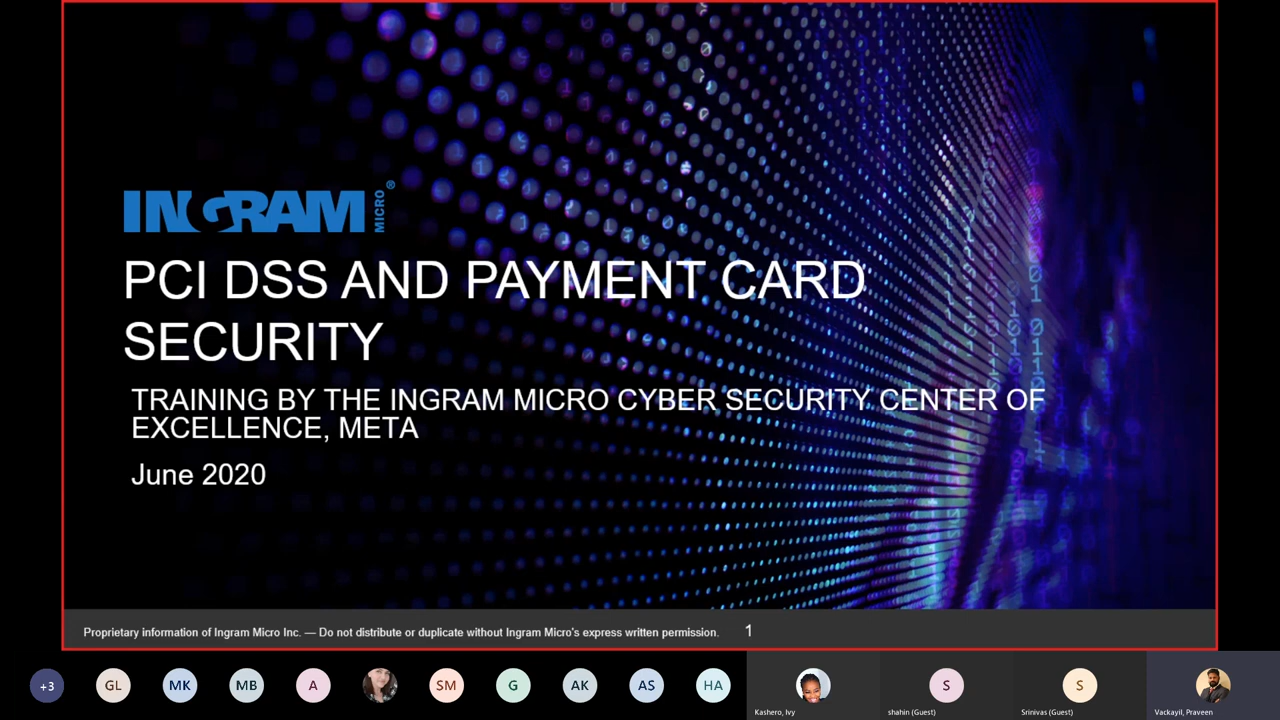 INGRAM MICRO®
PCI DSS AND PAYMENT CARD
SECURITY
TRAINING BY THE INGRAM MICRO CYBER SECURITY CENTER OF
EXCELLENCE, META
June 2020
Proprietary information of Ingram Micro Inc. — Do not distribute or duplicate without Ingram Micro's express written permission. 1
+3 GL MK MB A SM G AK AS HA S S
Kashero, Ivy shahin (Guest) Srinivas (Guest) Vackayil, Praveen